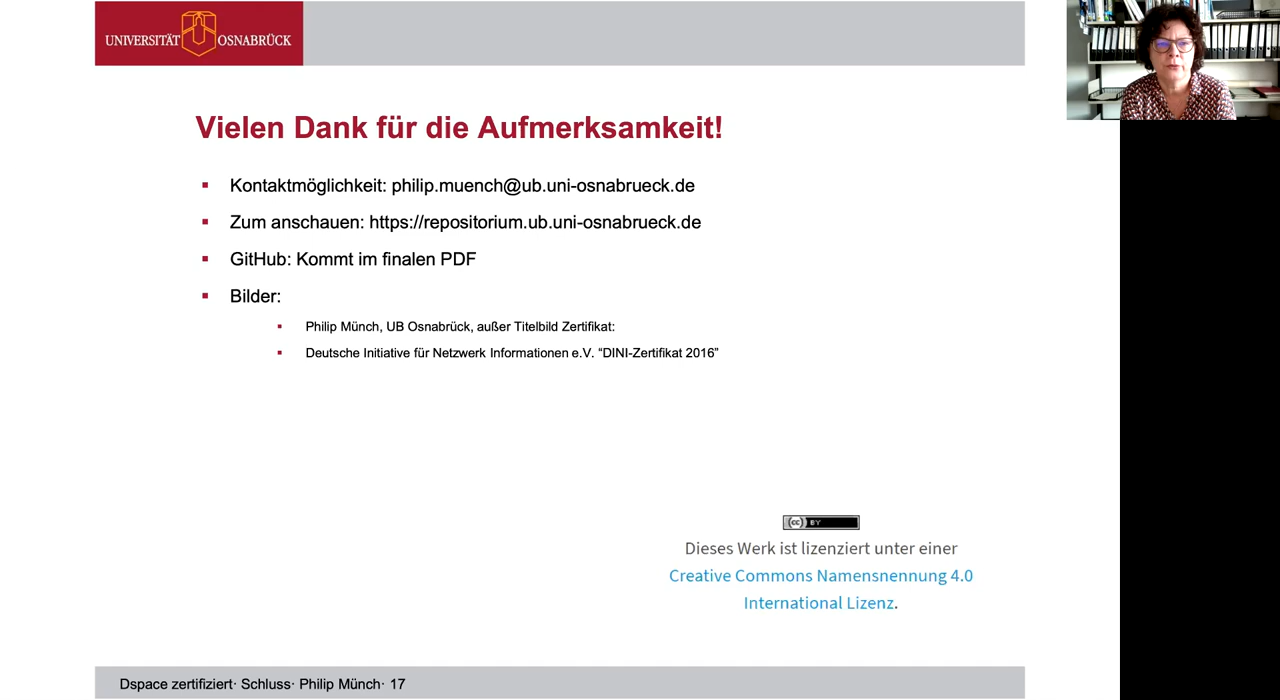 UNIVERSITÄT OSNABRÜCK
Vielen Dank für die Aufmerksamkeit!
Kontaktmöglichkeit: philip.muench@ub.uni-osnabrueck.de
Zum anschauen: https://repositorium.ub.uni-osnabrueck.de
GitHub: Kommt im finalen PDF
Bilder:
Philip Münch, UB Osnabrück, außer Titelbild Zertifikat:
Deutsche Initiative für Netzwerk Informationen e.V. “DINI-Zertifikat 2016”
cc BY
Dieses Werk ist lizenziert unter einer
Creative Commons Namensnennung 4.0
International Lizenz.
Dspace zertifiziert· Schluss· Philip Münch· 17